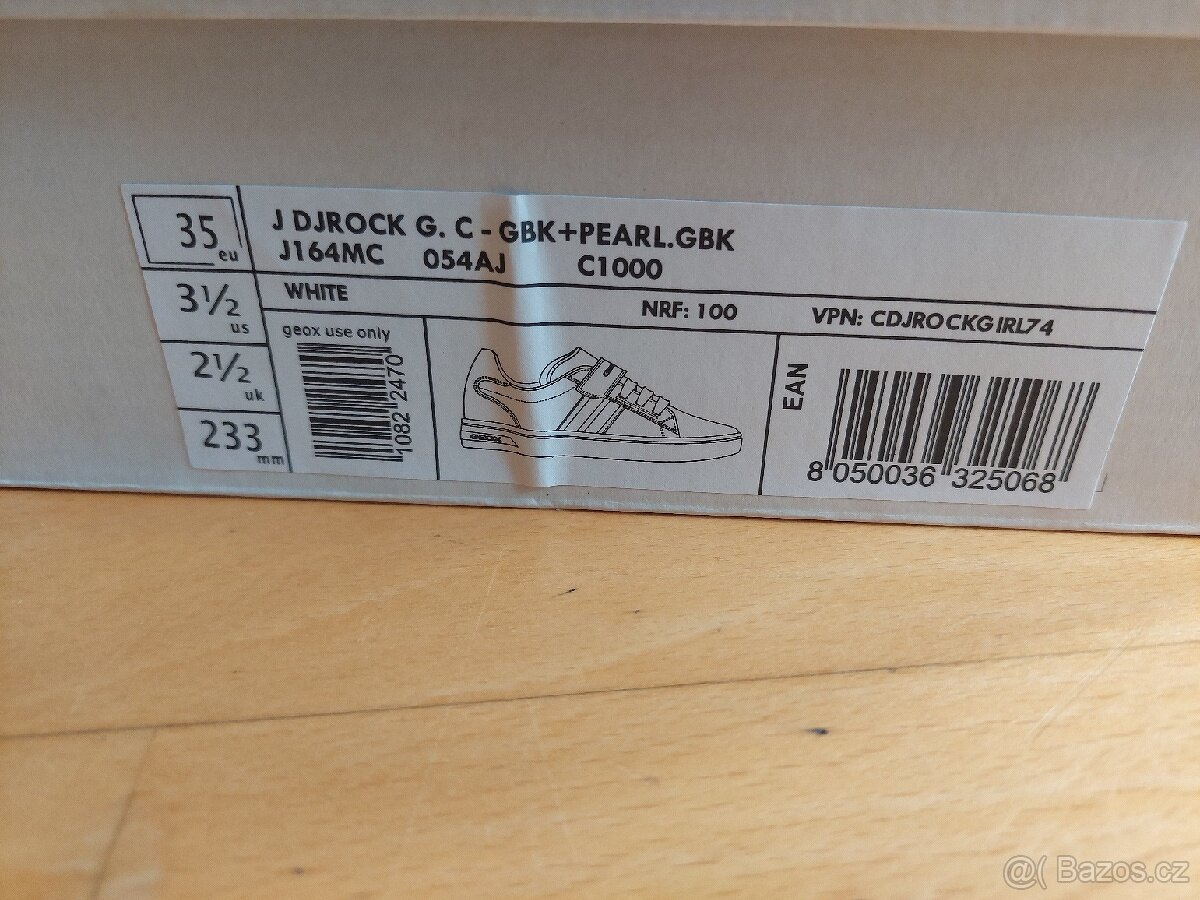 35 eu
3½ us
2½ uk
233 mm
J DJROCK G. C - GBK+PEARL.GBK
J164MC 054AJ C1000
WHITE NRF: 100 VPN: CDJROCKGIRL74
geox use only
1082 2470
EAN
8 050036 325068
@( Bazos.cz